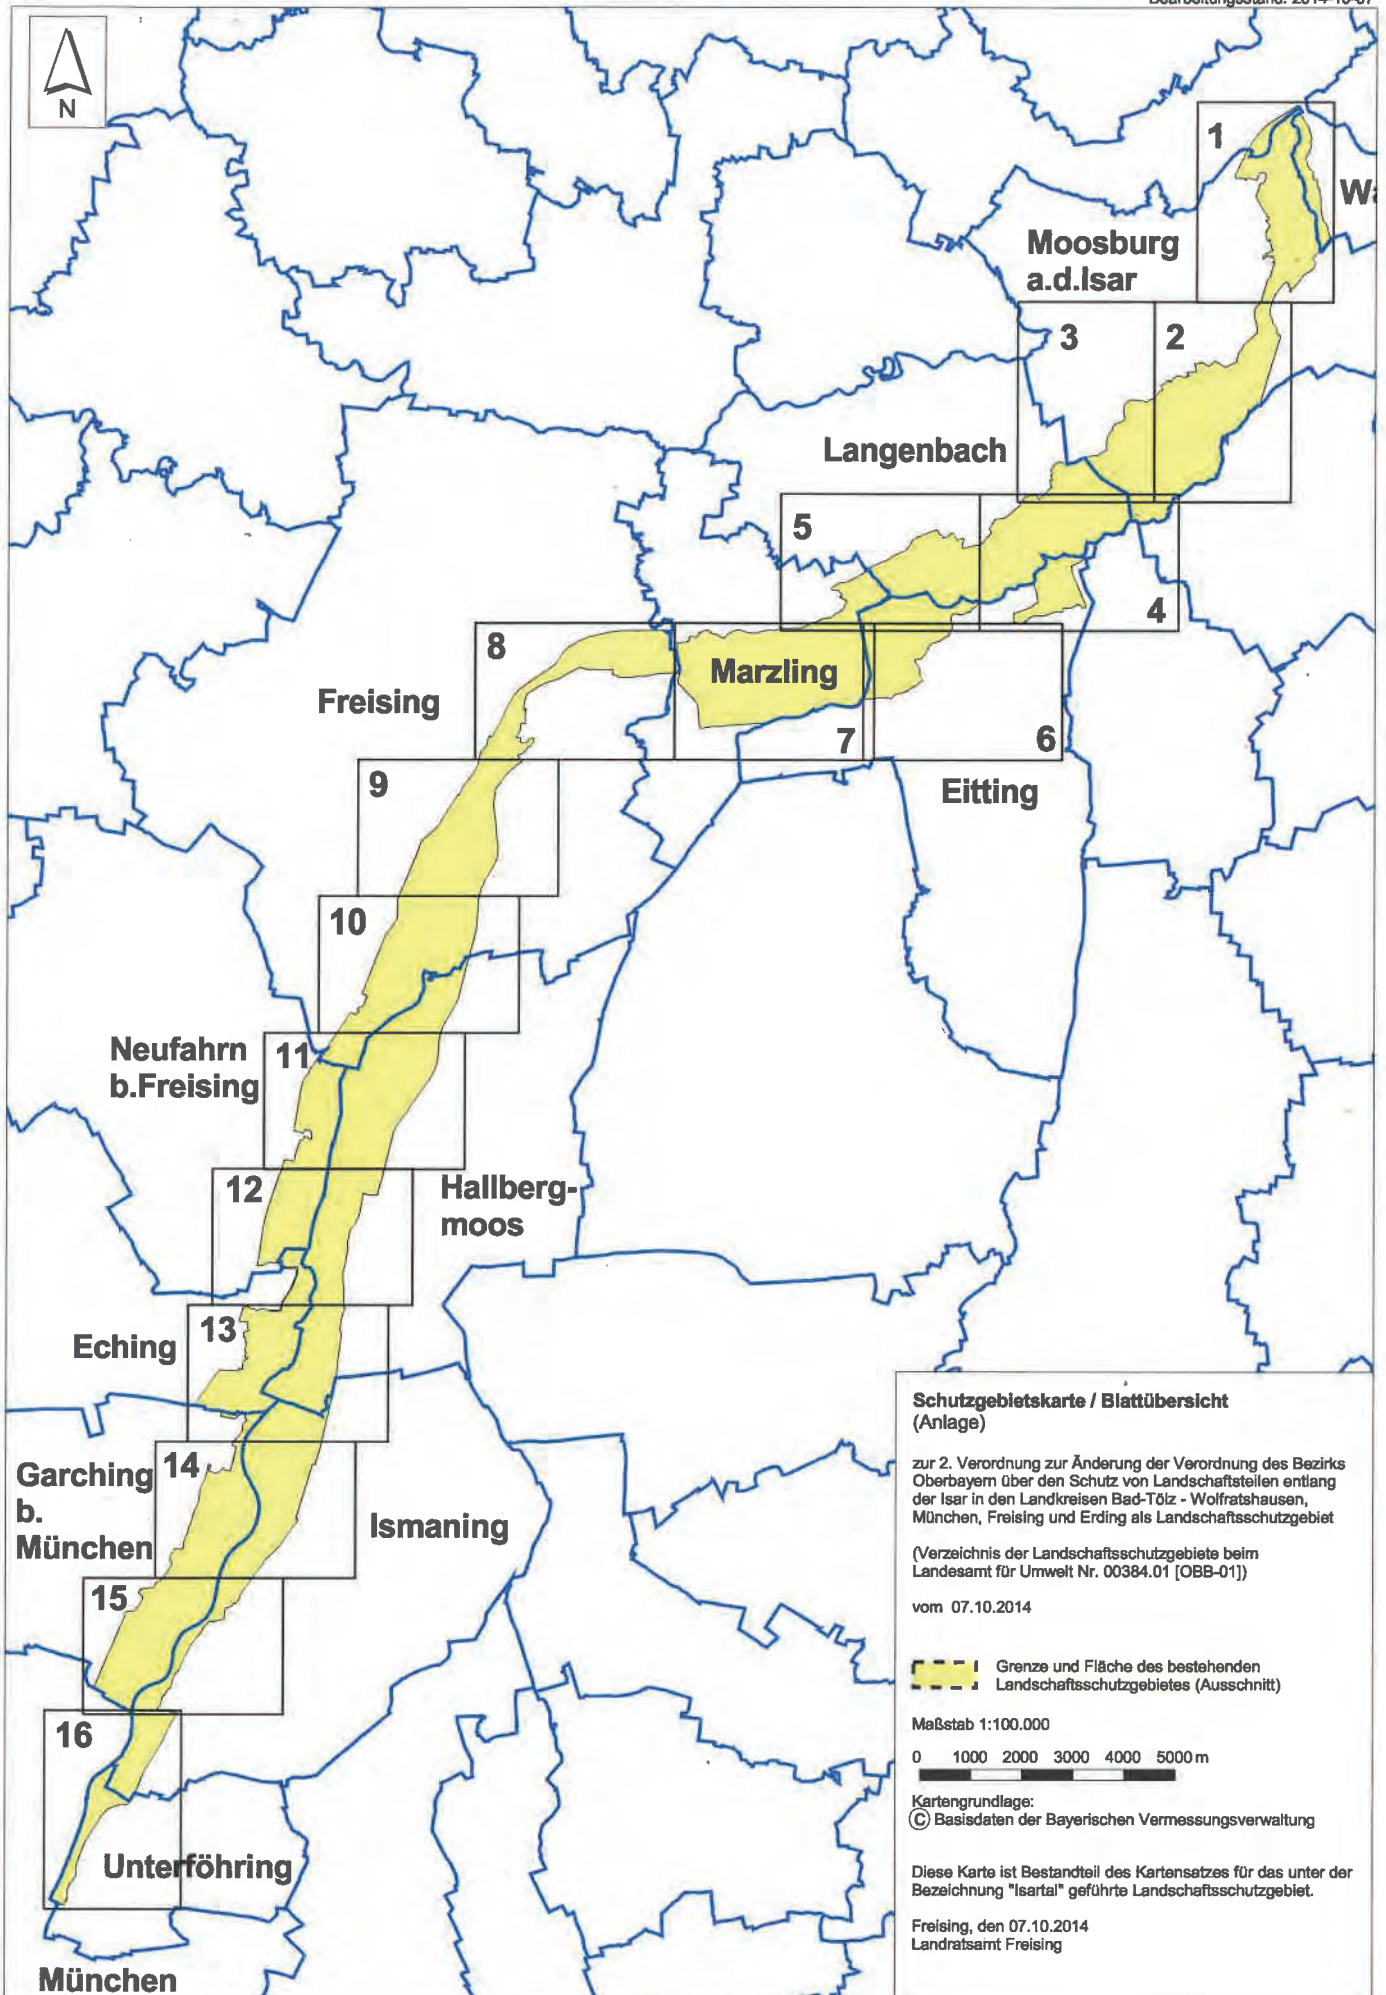 Bearbeitungsstand: 2014-10-07
N
1
Moosburg
a.d.Isar
3
2
Langenbach
5
4
8
Marzling
Freising
7
6
9
Eitting
10
Neufahrn
b.Freising
11
12
Hallberg-
moos
13
Eching
Garching
b.
München
14
Ismaning
15
16
Unterföhring
München
Schutzgebietskarte / Blattübersicht
(Anlage)
zur 2. Verordnung zur Änderung der Verordnung des Bezirks
Oberbayern über den Schutz von Landschaftsteilen entlang
der Isar in den Landkreisen Bad-Tölz - Wolfratshausen,
München, Freising und Erding als Landschaftsschutzgebiet
(Verzeichnis der Landschaftsschutzgebiete beim
Landesamt für Umwelt Nr. 00384.01 [OBB-01])
vom 07.10.2014
Grenze und Fläche des bestehenden
Landschaftsschutzgebietes (Ausschnitt)
Maßstab 1:100.000
0 1000 2000 3000 4000 5000 m
Kartengrundlage:
© Basisdaten der Bayerischen Vermessungsverwaltung
Diese Karte ist Bestandteil des Kartensatzes für das unter der
Bezeichnung "Isartal" geführte Landschaftsschutzgebiet.
Freising, den 07.10.2014
Landratsamt Freising